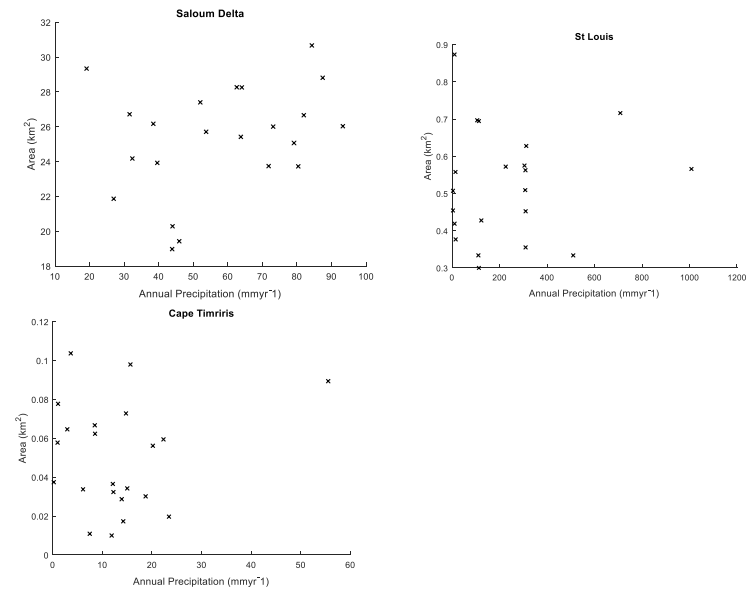 Saloum Delta
32
30
28
26
24
22
20
18
Area (km²)
10 20 30 40 50 60 70 80 90 100
Annual Precipitation (mmyr⁻1)
St Louis
0.9
0.8
0.7
0.6
0.5
0.4
0.3
Area (km²)
0 200 400 600 800 1000 1200
Annual Precipitation (mmyr⁻1)
Cape Timriris
0.12
0.1
0.08
0.06
0.04
0.02
0
Area (km²)
0 10 20 30 40 50 60
Annual Precipitation (mmyr⁻1)